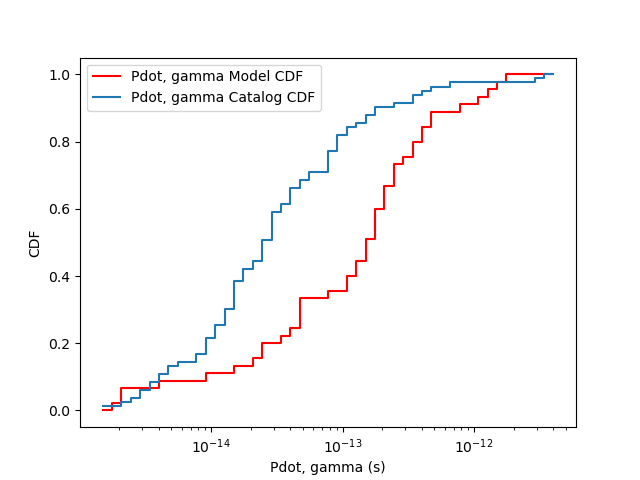 Pdot, gamma Model CDF
Pdot, gamma Catalog CDF
1.0
0.8
0.6
0.4
0.2
0.0
CDF
10⁻¹⁴ 10⁻¹³ 10⁻¹²
Pdot, gamma (s)